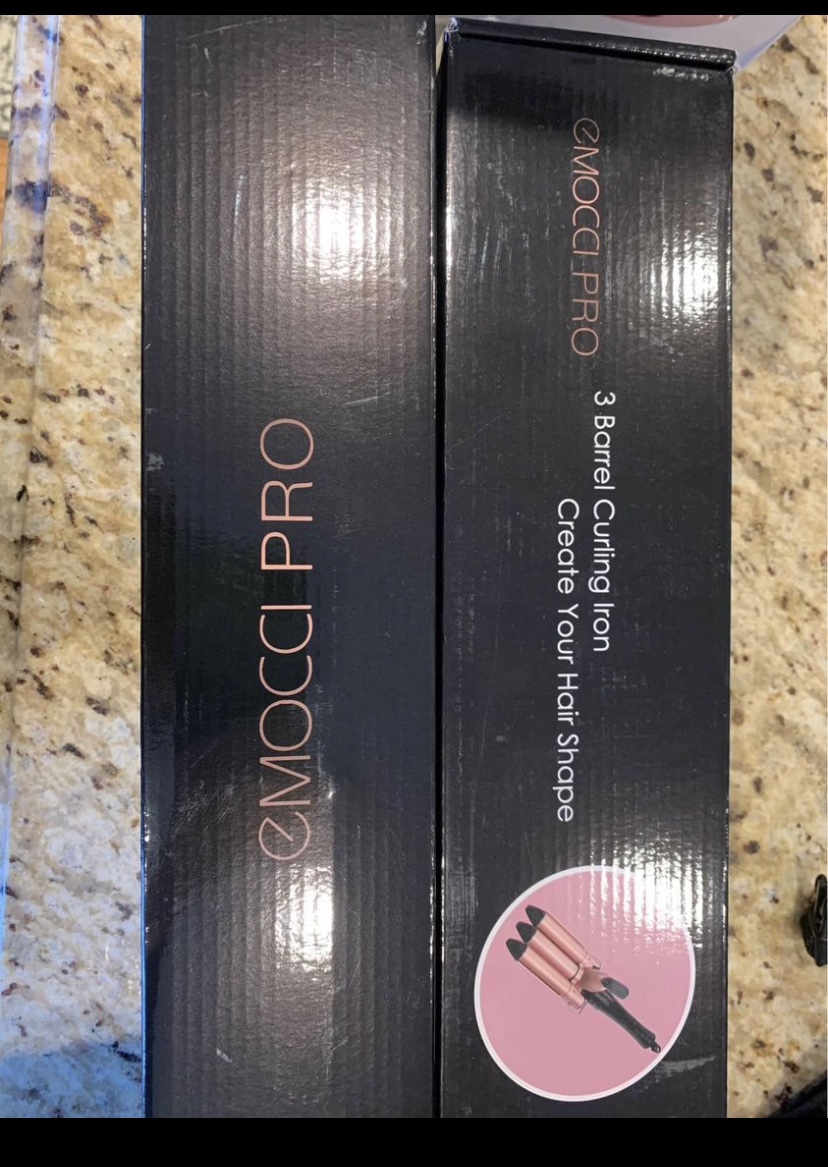 eMOCCI PRO
eMOCCI PRO
3 Barrel Curling Iron
Create Your Hair Shape